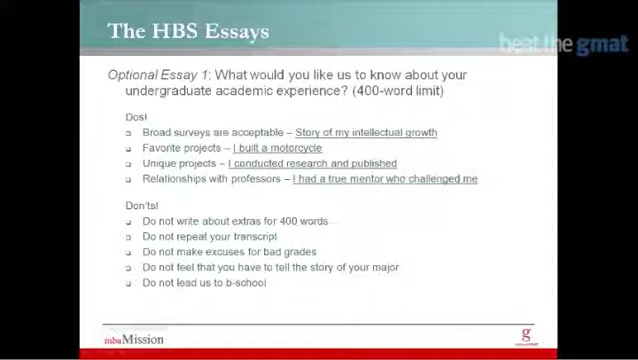 The HBS Essays
beat the gmat
Optional Essay 1: What would you like us to know about your
undergraduate academic experience? (400-word limit)
Dos!
Broad surveys are acceptable – Story of my intellectual growth
Favorite projects – I built a motorcycle
Unique projects – I conducted research and published
Relationships with professors – I had a true mentor who challenged me
Don'ts!
Do not write about extras for 400 words
Do not repeat your transcript
Do not make excuses for bad grades
Do not feel that you have to tell the story of your major
Do not lead us to b-school
mbaMission
g